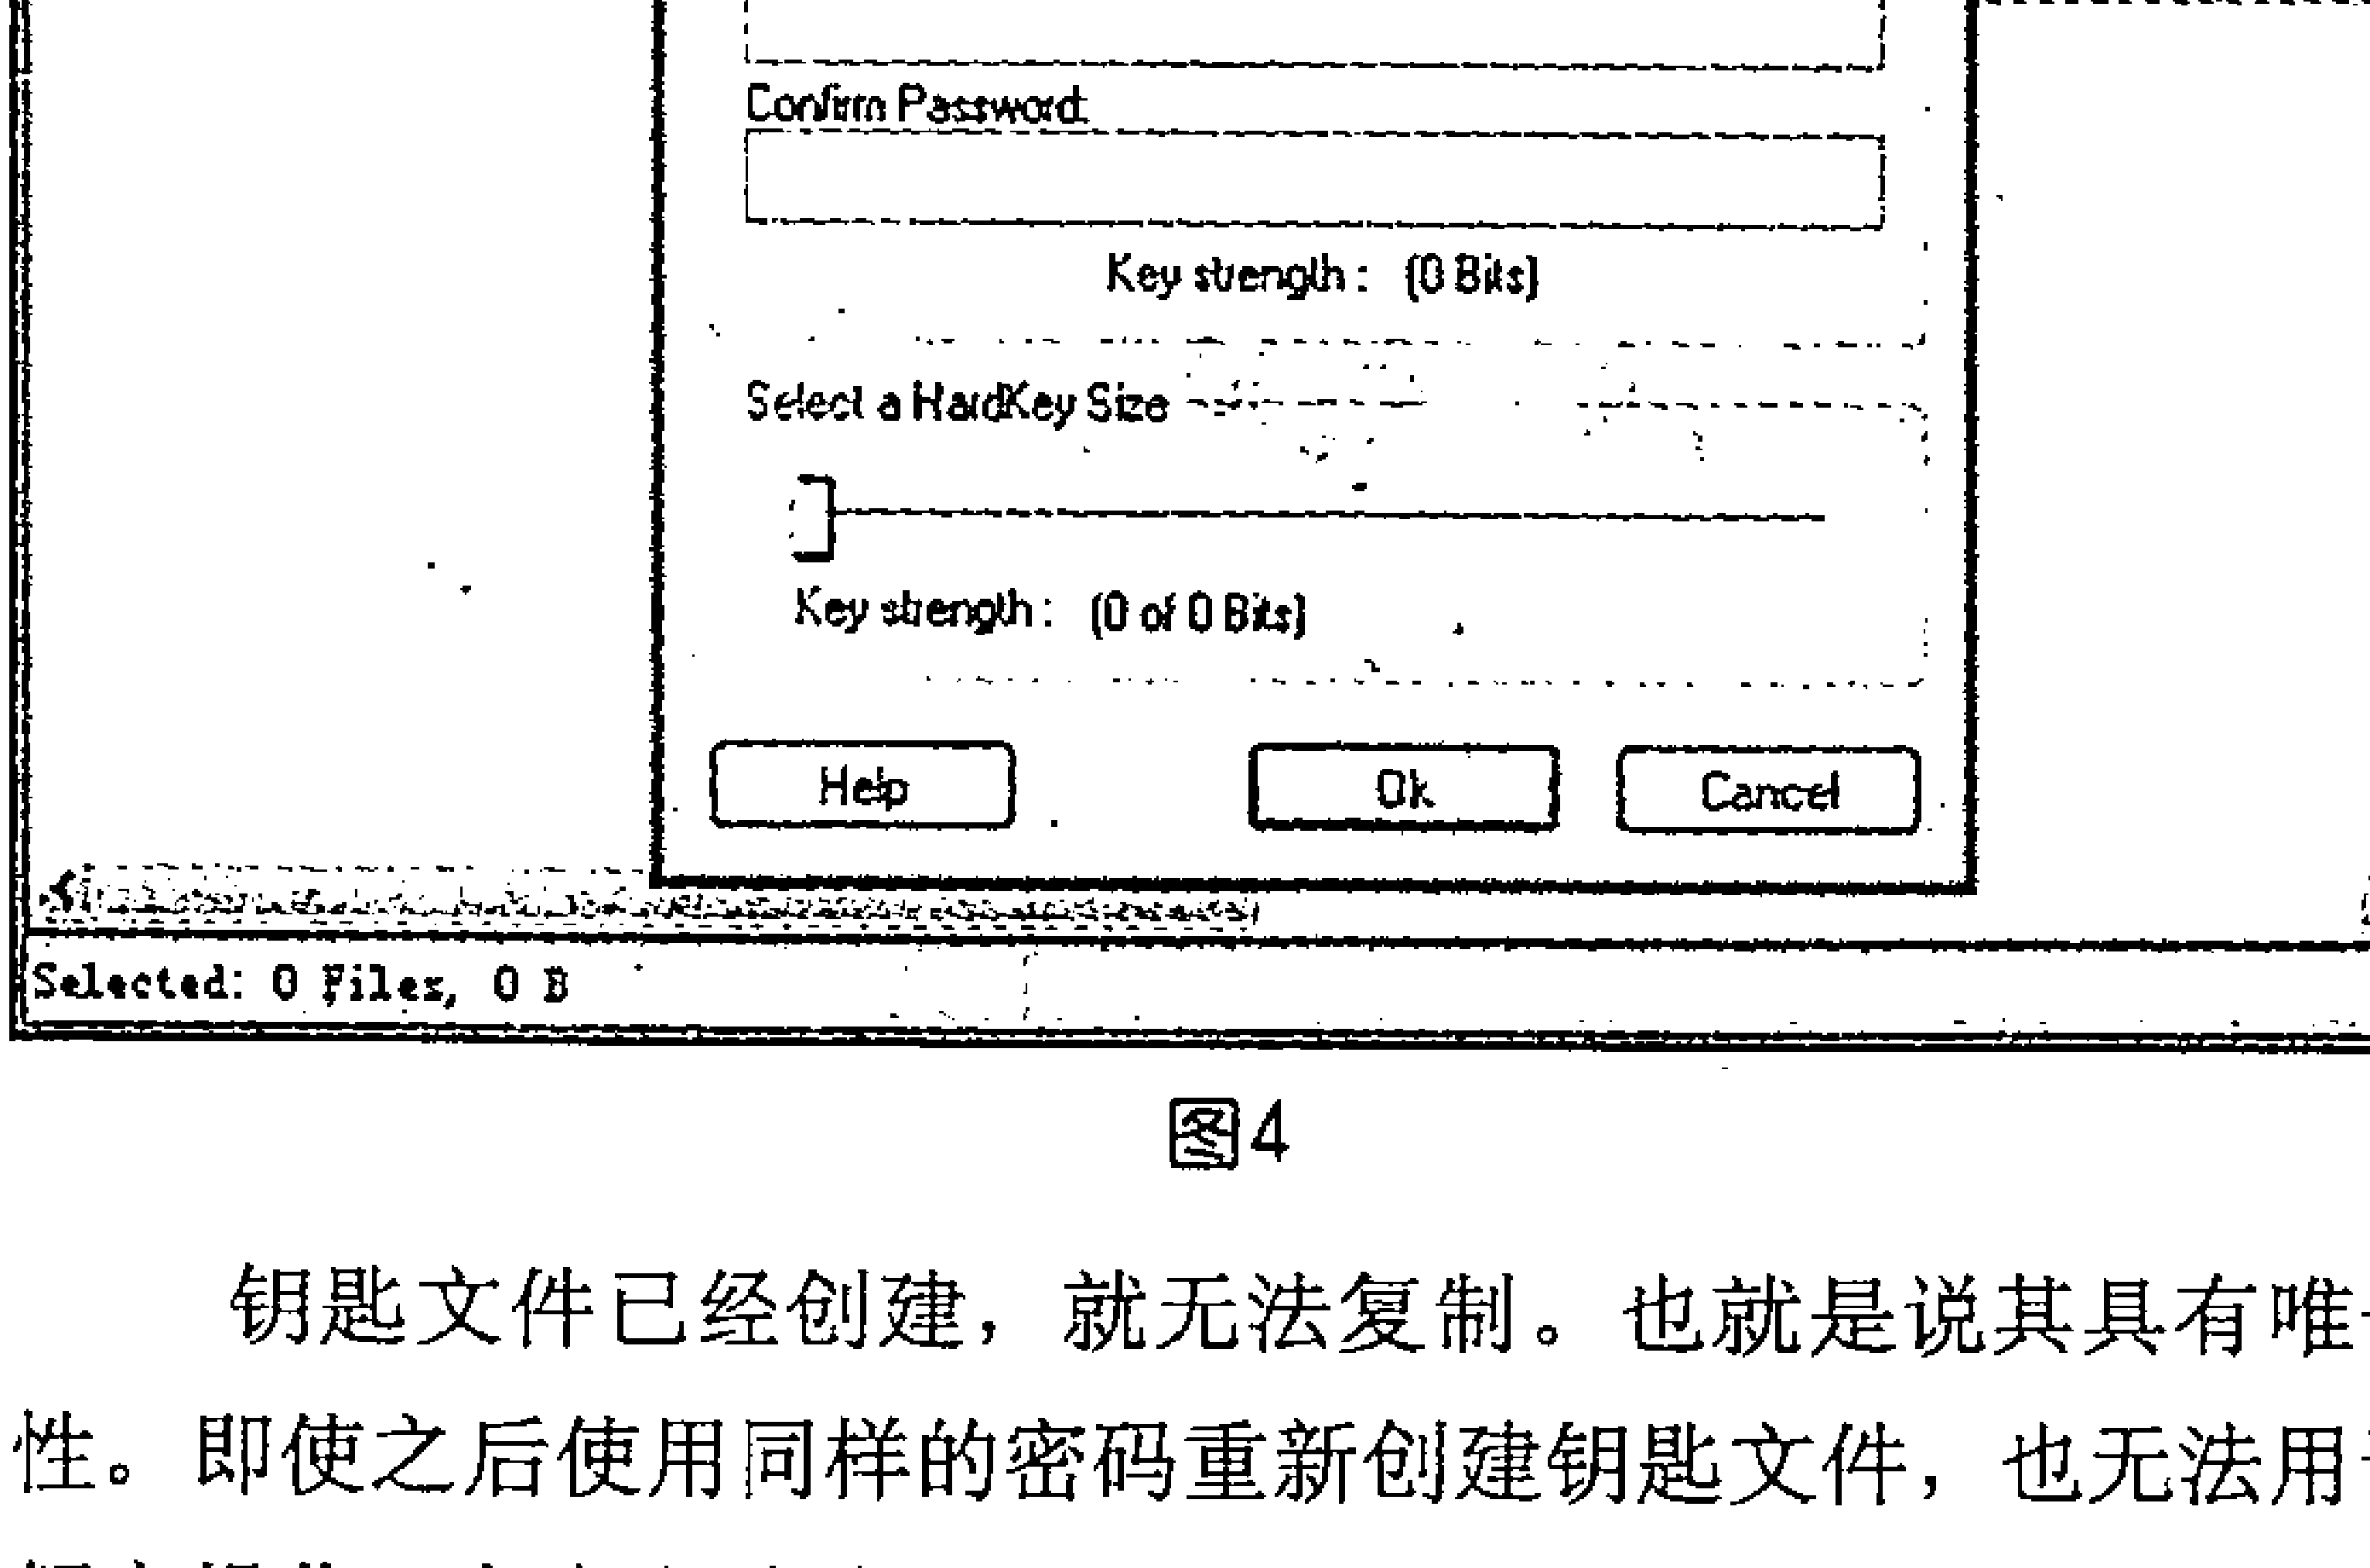 Confirm Password:
Key strength : (0 Bits)
Select a HardKey Size
Key strength : (0 of 0 Bits)
Help Ok Cancel
Selected: 0 Files, 0 B
图4
钥匙文件已经创建，就无法复制。也就是说其具有唯
性。即使之后使用同样的密码重新创建钥匙文件，也无法用